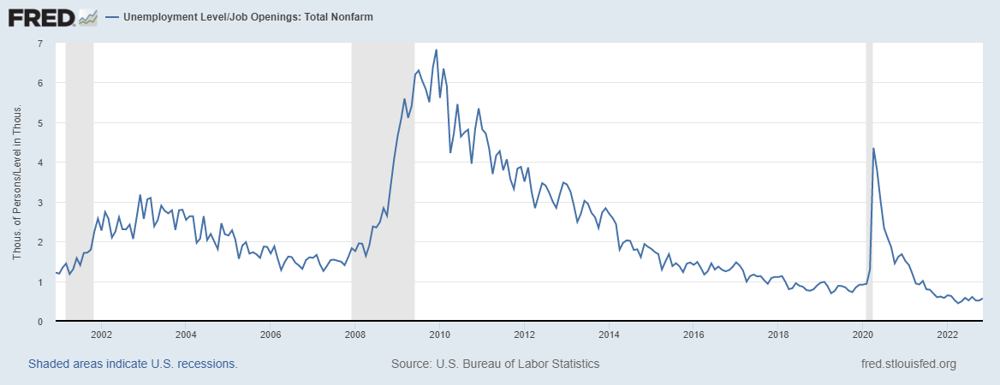 FRED
Unemployment Level/Job Openings: Total Nonfarm
Thous. of Persons/Level in Thous.
7
6
5
4
3
2
1
0
2002 2004 2006 2008 2010 2012 2014 2016 2018 2020 2022
Shaded areas indicate U.S. recessions. Source: U.S. Bureau of Labor Statistics fred.stlouisfed.org